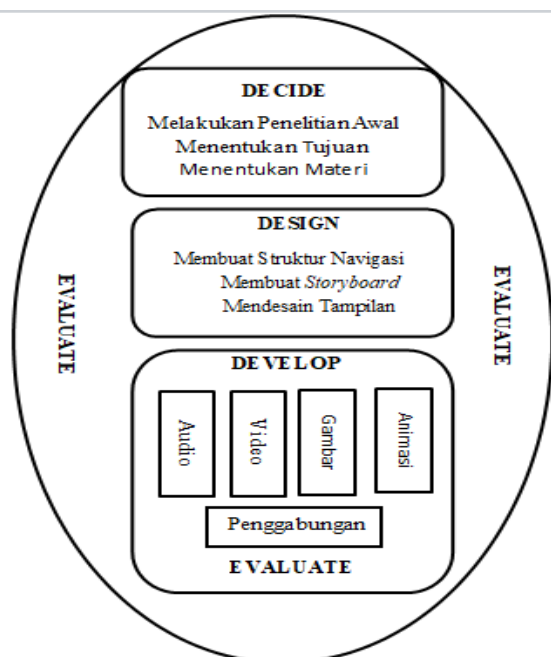 DECIDE
Melakukan Penelitian Awal
Menentukan Tujuan
Menentukan Materi
DESIGN
Membuat Struktur Navigasi
Membuat Storyboard
Mendesain Tampilan
EVALUATE
EVALUATE
DEVELOP
Audio
Video
Gambar
Animasi
Penggabungan
EVALUATE